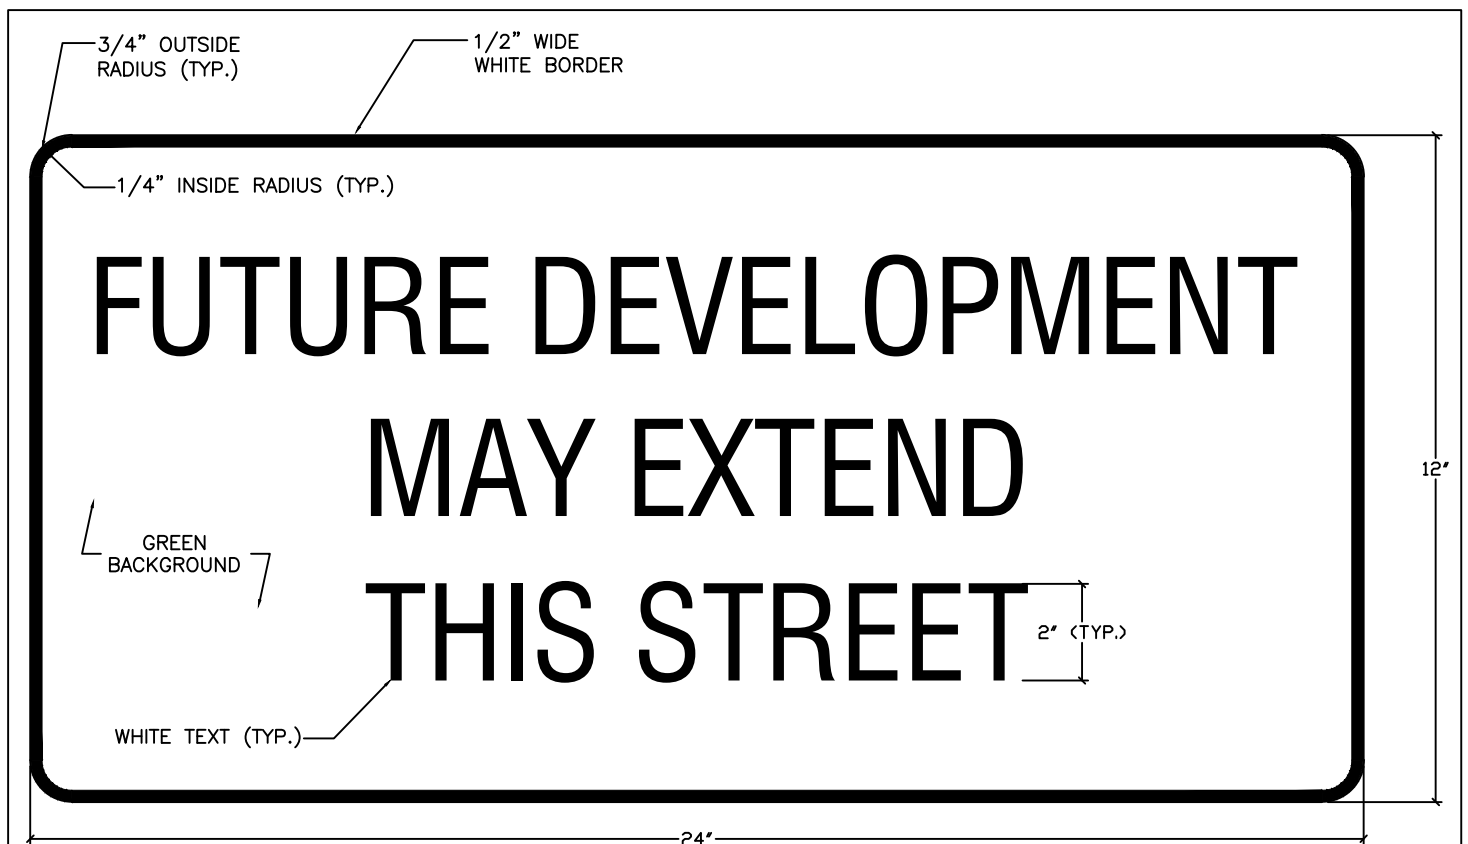 3/4” OUTSIDE
RADIUS (TYP.)
1/2” WIDE
WHITE BORDER
1/4” INSIDE RADIUS (TYP.)
FUTURE DEVELOPMENT
MAY EXTEND
12"
GREEN
BACKGROUND
THIS STREET
2" (TYP.)
WHITE TEXT (TYP.)
24"